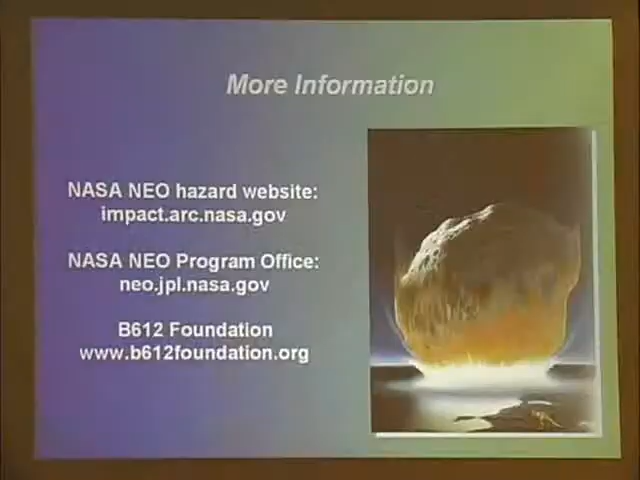 More Information
NASA NEO hazard website:
impact.arc.nasa.gov
NASA NEO Program Office:
neo.jpl.nasa.gov
B612 Foundation
www.b612foundation.org